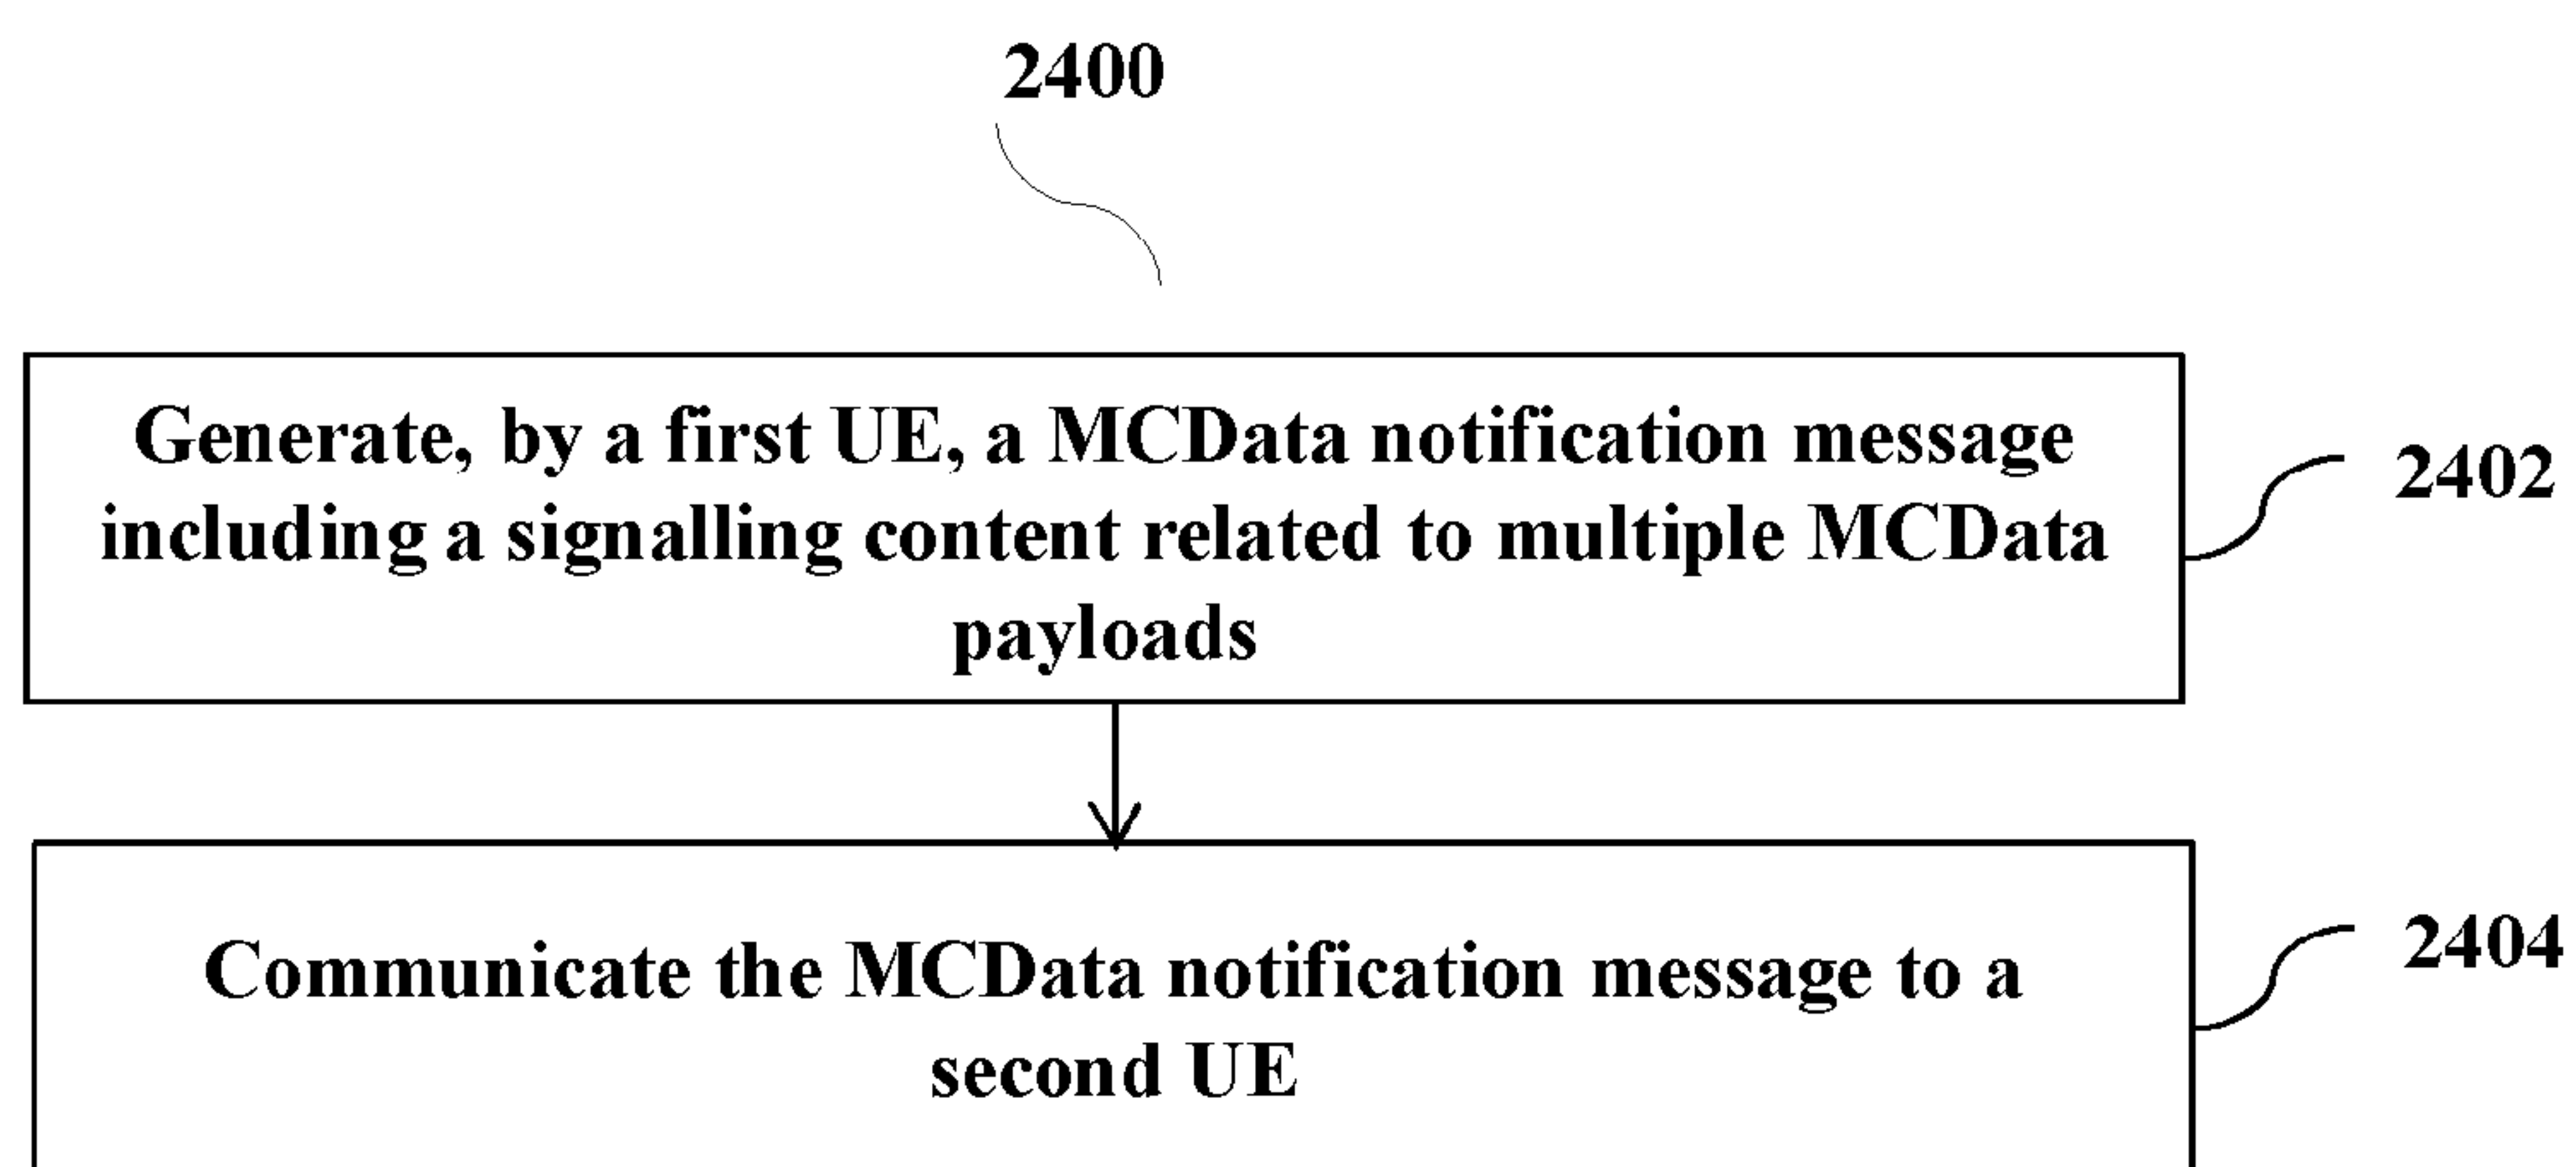 2400
Generate, by a first UE, a MCData notification message
including a signalling content related to multiple MCData
payloads
2402
Communicate the MCData notification message to a
second UE
2404